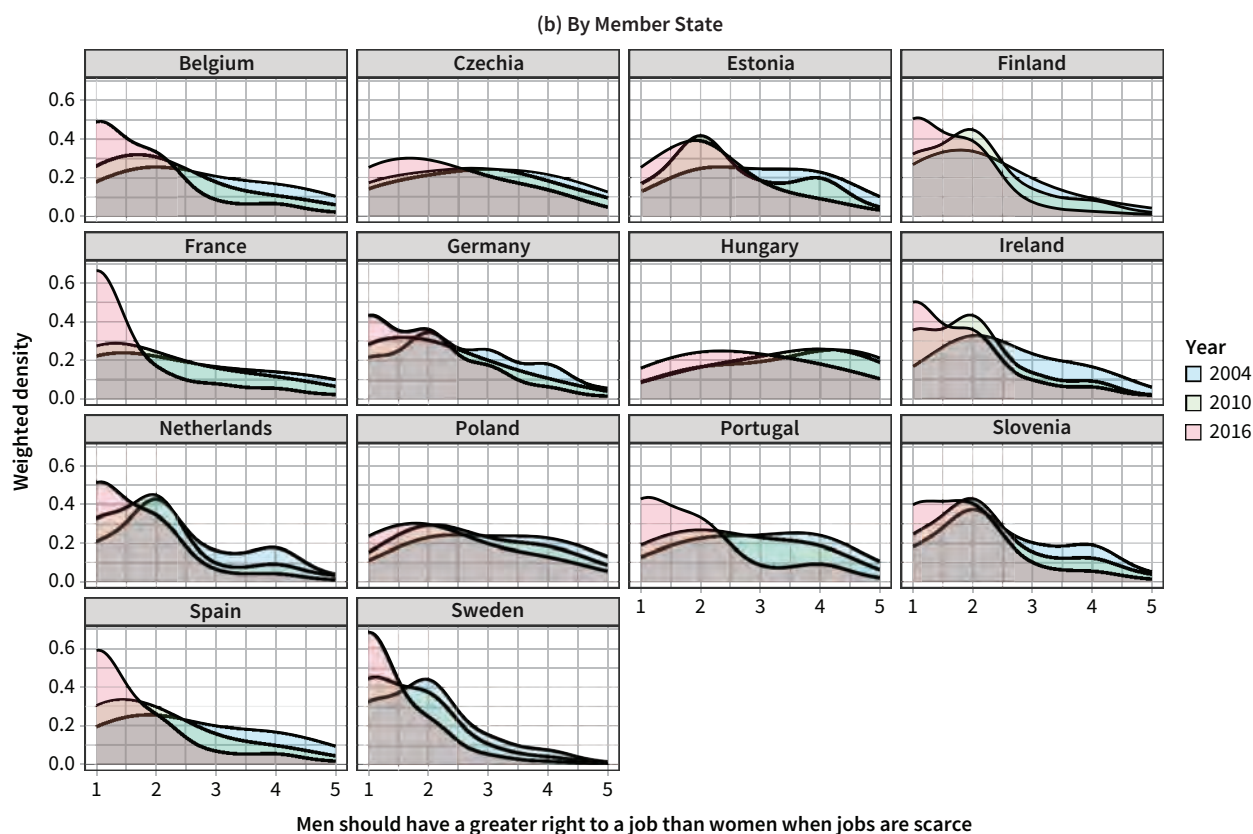 (b) By Member State
Belgium Czechia Estonia Finland
0.6
0.4
0.2
0.0
France Germany Hungary Ireland
0.6
0.4
0.2
0.0
Netherlands Poland Portugal Slovenia
0.6
0.4
0.2
0.0
1 2 3 4 5 1 2 3 4 5
Spain Sweden
0.6
0.4
0.2
0.0
1 2 3 4 5 1 2 3 4 5
Weighted density
Men should have a greater right to a job than women when jobs are scarce
Year
2004
2010
2016